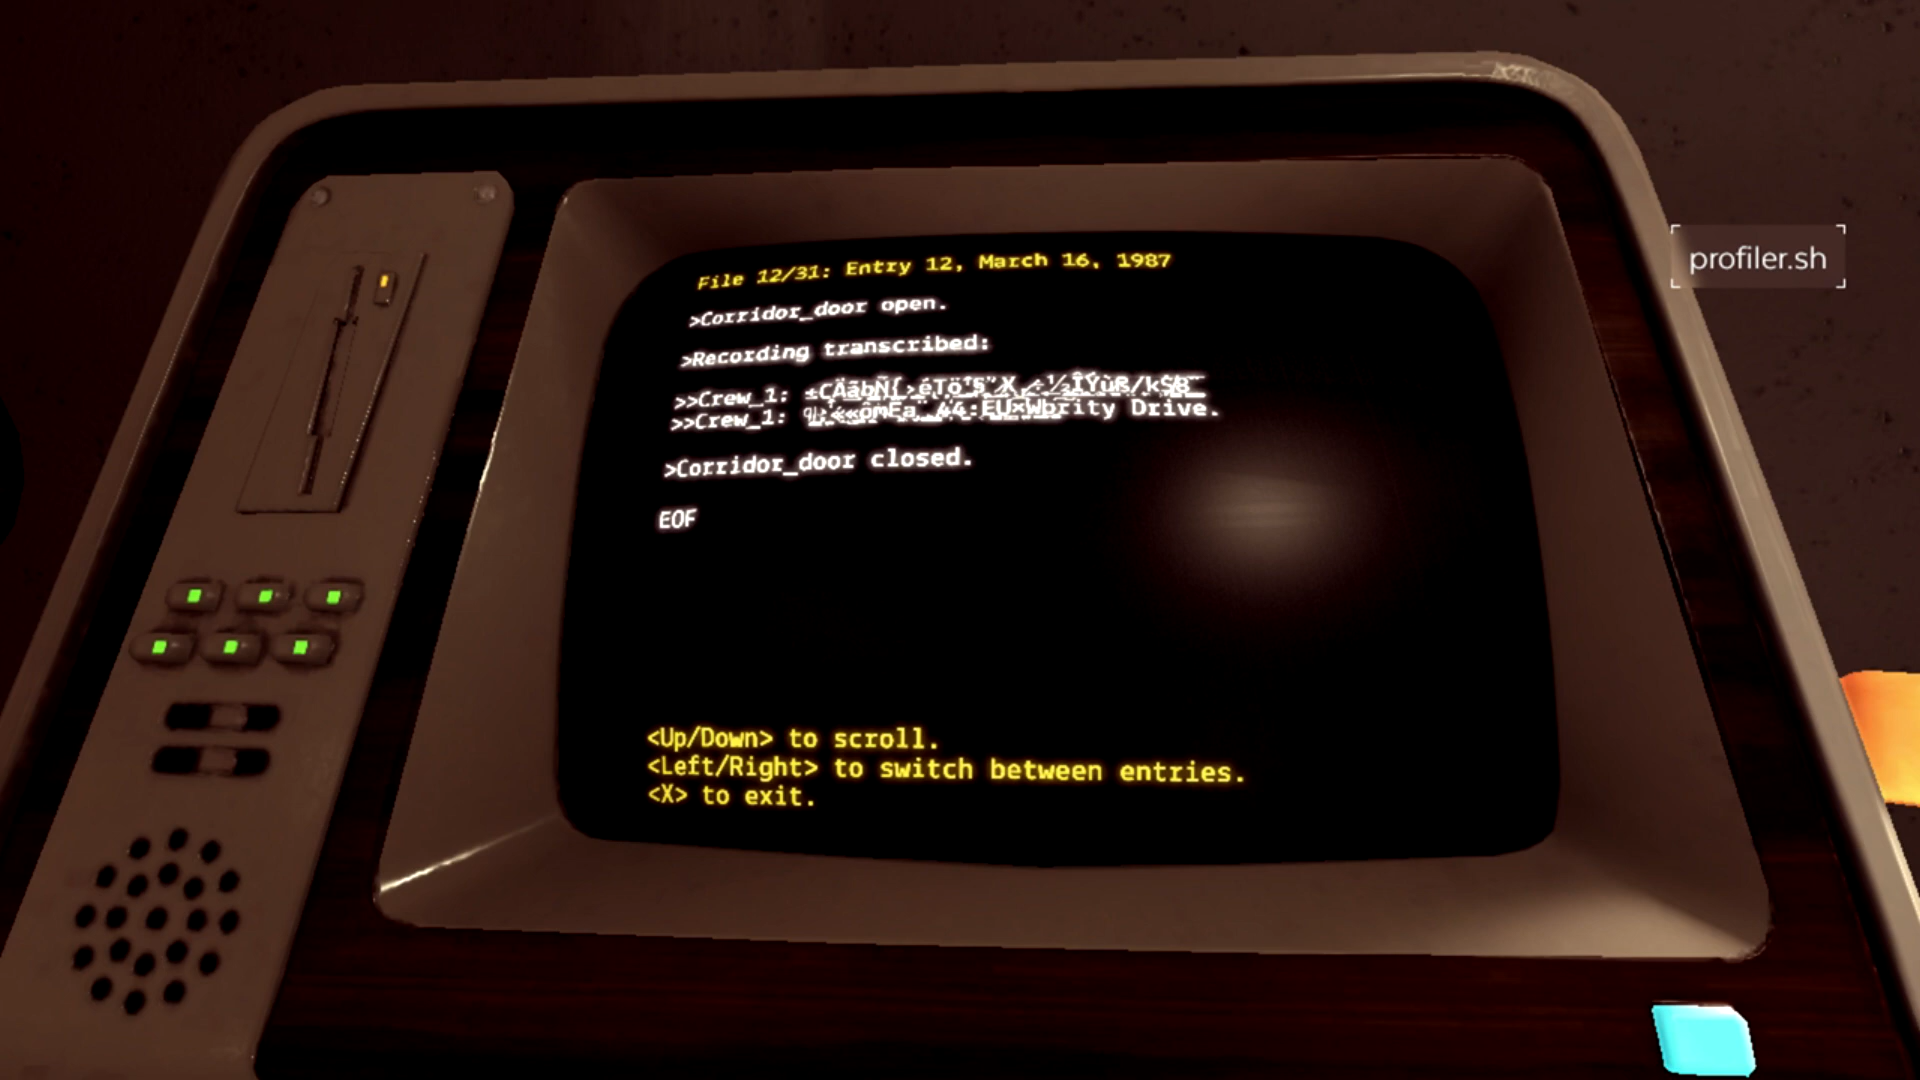 File 12/31: Entry 12, March 16, 1987
>Corridor_door open.
>Recording transcribed:
>>Crew_1:
>>Crew_1: Drive.
>Corridor_door closed.
EOF
<Up/Down> to scroll.
<Left/Right> to switch between entries.
<X> to exit.
profiler.sh